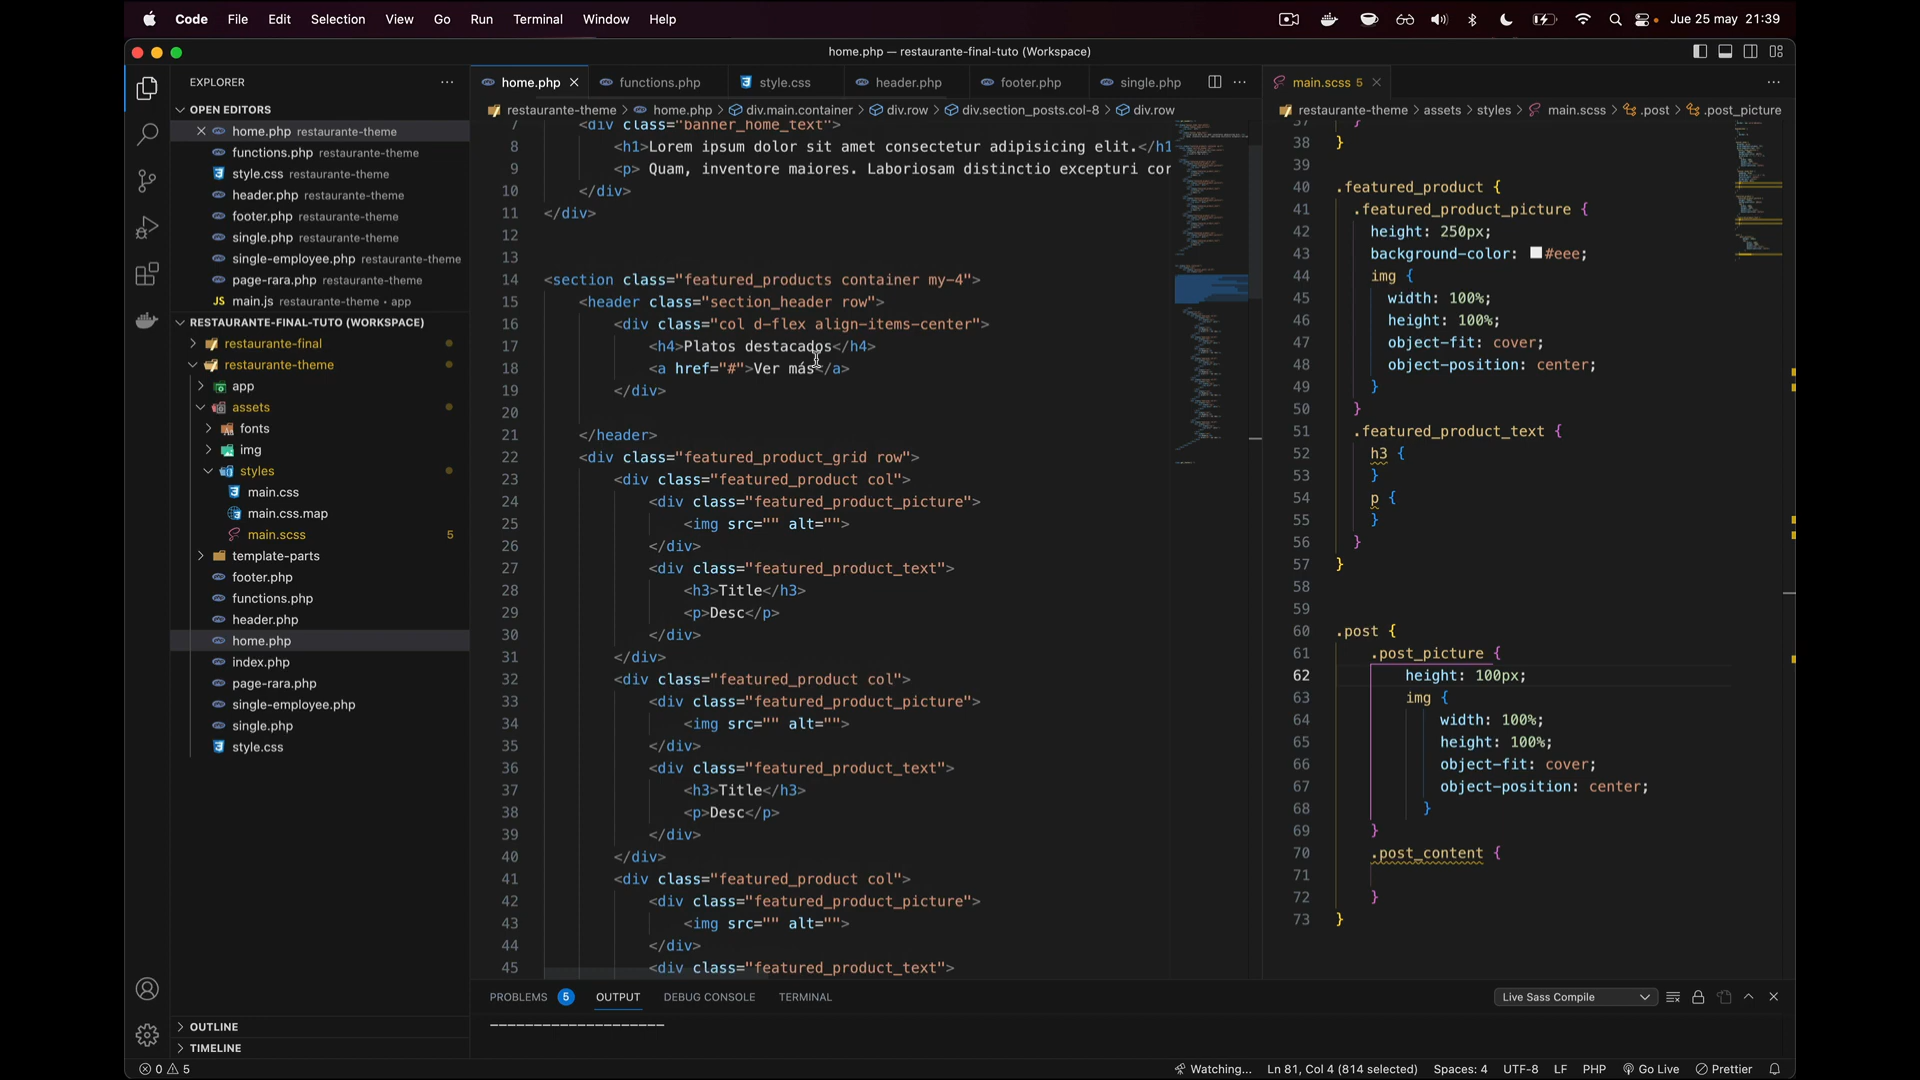 Code File Edit Selection View Go Run Terminal Window Help Jue 25 may 21:39
home.php — restaurante-final-tuto (Workspace)
EXPLORER
OPEN EDITORS
home.php restaurante-theme
functions.php restaurante-theme
style.css restaurante-theme
header.php restaurante-theme
footer.php restaurante-theme
single.php restaurante-theme
single-employee.php restaurante-theme
page-rara.php restaurante-theme
JS main.js restaurante-theme • app
RESTAURANTE-FINAL-TUTO (WORKSPACE)
restaurante-final
restaurante-theme
app
assets
fonts
img
styles
main.css
main.css.map
main.scss 5
template-parts
footer.php
functions.php
header.php
home.php
index.php
page-rara.php
single-employee.php
single.php
style.css
OUTLINE
TIMELINE
home.php functions.php style.css header.php footer.php single.php
restaurante-theme > home.php > div.main.container > div.row > div.section_posts.col-8 > div.row
7 <div class="banner_home_text">
8 <h1>Lorem ipsum dolor sit amet consectetur adipisicing elit.</h1
9 <p> Quam, inventore maiores. Laboriosam distinctio excepturi cor
10 </div>
11 </div>
12
13
14 <section class="featured_products container my-4">
15 <header class="section_header row">
16 <div class="col d-flex align-items-center">
17 <h4>Platos destacados</h4>
18 <a href="#">Ver más</a>
19 </div>
20
21 </header>
22 <div class="featured_product_grid row">
23 <div class="featured_product col">
24 <div class="featured_product_picture">
25 <img src="" alt="">
26 </div>
27 <div class="featured_product_text">
28 <h3>Title</h3>
29 <p>Desc</p>
30 </div>
31 </div>
32 <div class="featured_product col">
33 <div class="featured_product_picture">
34 <img src="" alt="">
35 </div>
36 <div class="featured_product_text">
37 <h3>Title</h3>
38 <p>Desc</p>
39 </div>
40 </div>
41 <div class="featured_product col">
42 <div class="featured_product_picture">
43 <img src="" alt="">
44 </div>
45 <div class="featured_product_text">
main.scss 5
restaurante-theme > assets > styles > main.scss > .post > .post_picture
37 }
38 }
39
40 .featured_product {
41 .featured_product_picture {
42 height: 250px;
43 background-color: #eee;
44 img {
45 width: 100%;
46 height: 100%;
47 object-fit: cover;
48 object-position: center;
49 }
50 }
51 .featured_product_text {
52 h3 {
53 }
54 p {
55 }
56 }
57 }
58
59
60 .post {
61 .post_picture {
62 height: 100px;
63 img {
64 width: 100%;
65 height: 100%;
66 object-fit: cover;
67 object-position: center;
68 }
69 }
70 .post_content {
71
72 }
73 }
PROBLEMS 5 OUTPUT DEBUG CONSOLE TERMINAL Live Sass Compile
--------------------
0 5 Watching... Ln 81, Col 4 (814 selected) Spaces: 4 UTF-8 LF PHP Go Live Prettier